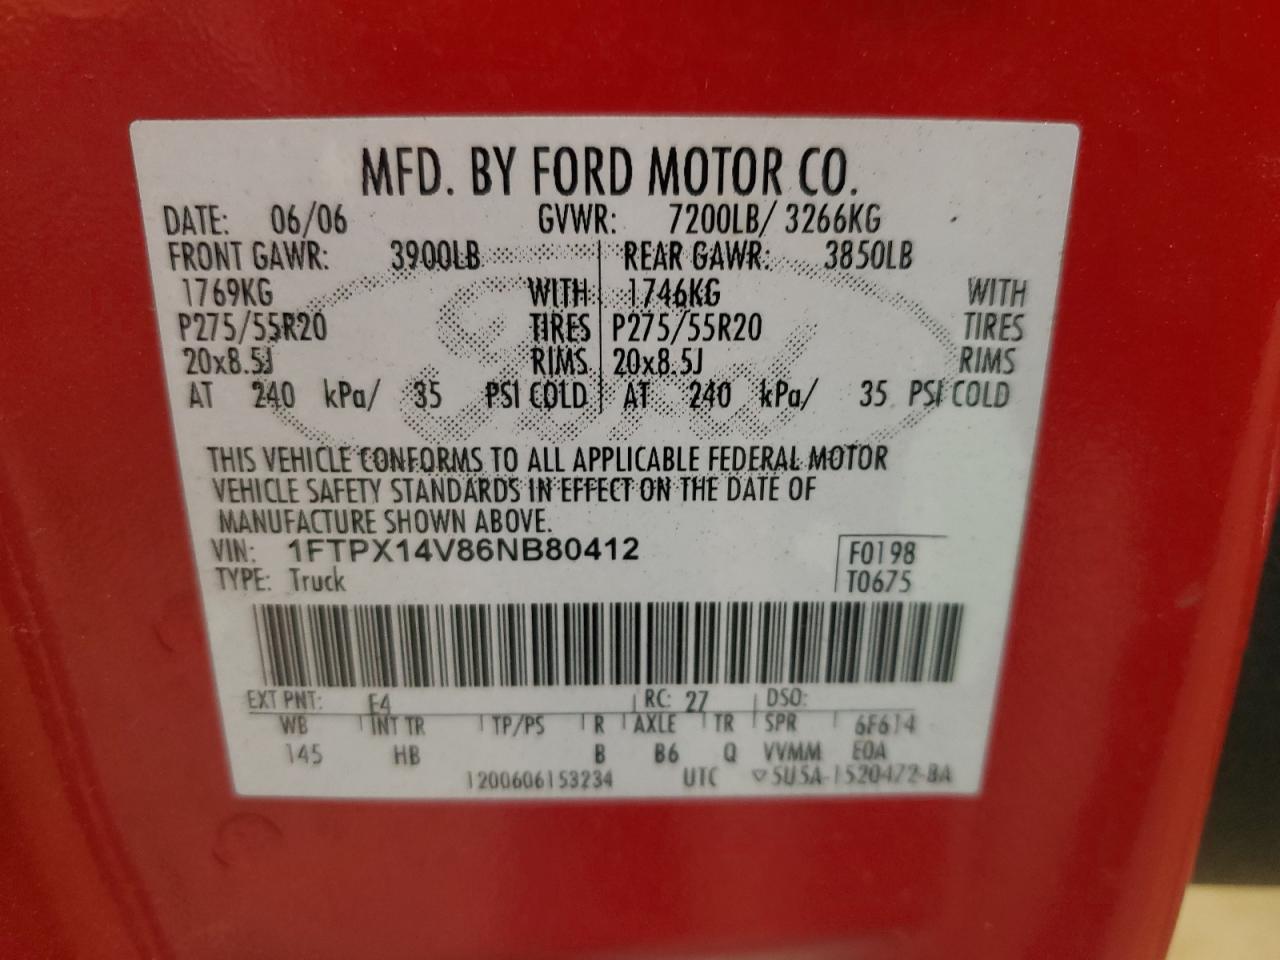 MFD. BY FORD MOTOR CO.
DATE: 06/06 GVWR: 7200LB/ 3266KG
FRONT GAWR: 3900LB REAR GAWR: 3850LB
1769KG WITH 1746KG WITH
P275/55R20 TIRES P275/55R20 TIRES
20x8.5J RIMS 20x8.5J RIMS
AT 240 kPa/ 35 PSI COLD AT 240 kPa/ 35 PSI COLD
Ford
THIS VEHICLE CONFORMS TO ALL APPLICABLE FEDERAL MOTOR
VEHICLE SAFETY STANDARDS IN EFFECT ON THE DATE OF
MANUFACTURE SHOWN ABOVE.
VIN: 1FTPX14V86NB80412 F0198
TYPE: Truck T0675
EXT PNT: E4 RC: 27 DSO:
WB INT TR TP/PS R AXLE TR SPR 6F614
145 HB B B6 Q VVMM E0A
1200606153234 UTC ▽5U5A-1520472-BA